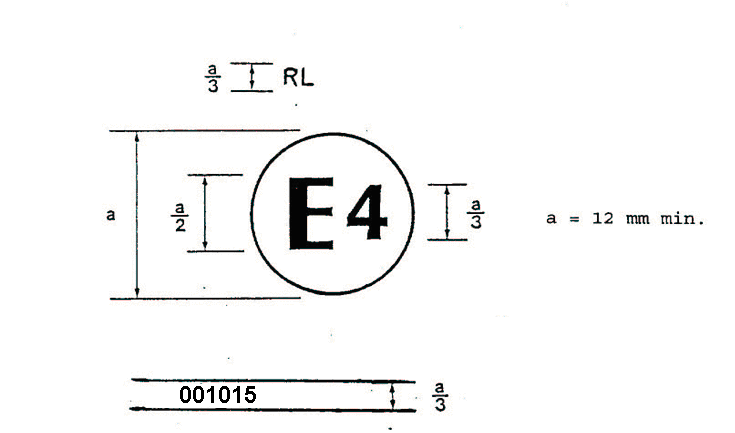 a/3 RL
a
a/2
E4
a/3
a = 12 mm min.
001015
a/3